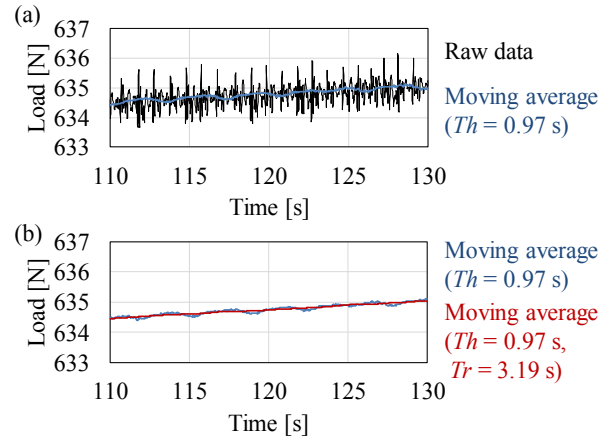 (a)
Load [N]
637
636
635
634
633
110
115
120
125
130
Time [s]
Raw data
Moving average
(Th = 0.97 s)
(b)
Load [N]
637
636
635
634
633
110
115
120
125
130
Time [s]
Moving average
(Th = 0.97 s)
Moving average
(Th = 0.97 s,
Tr = 3.19 s)